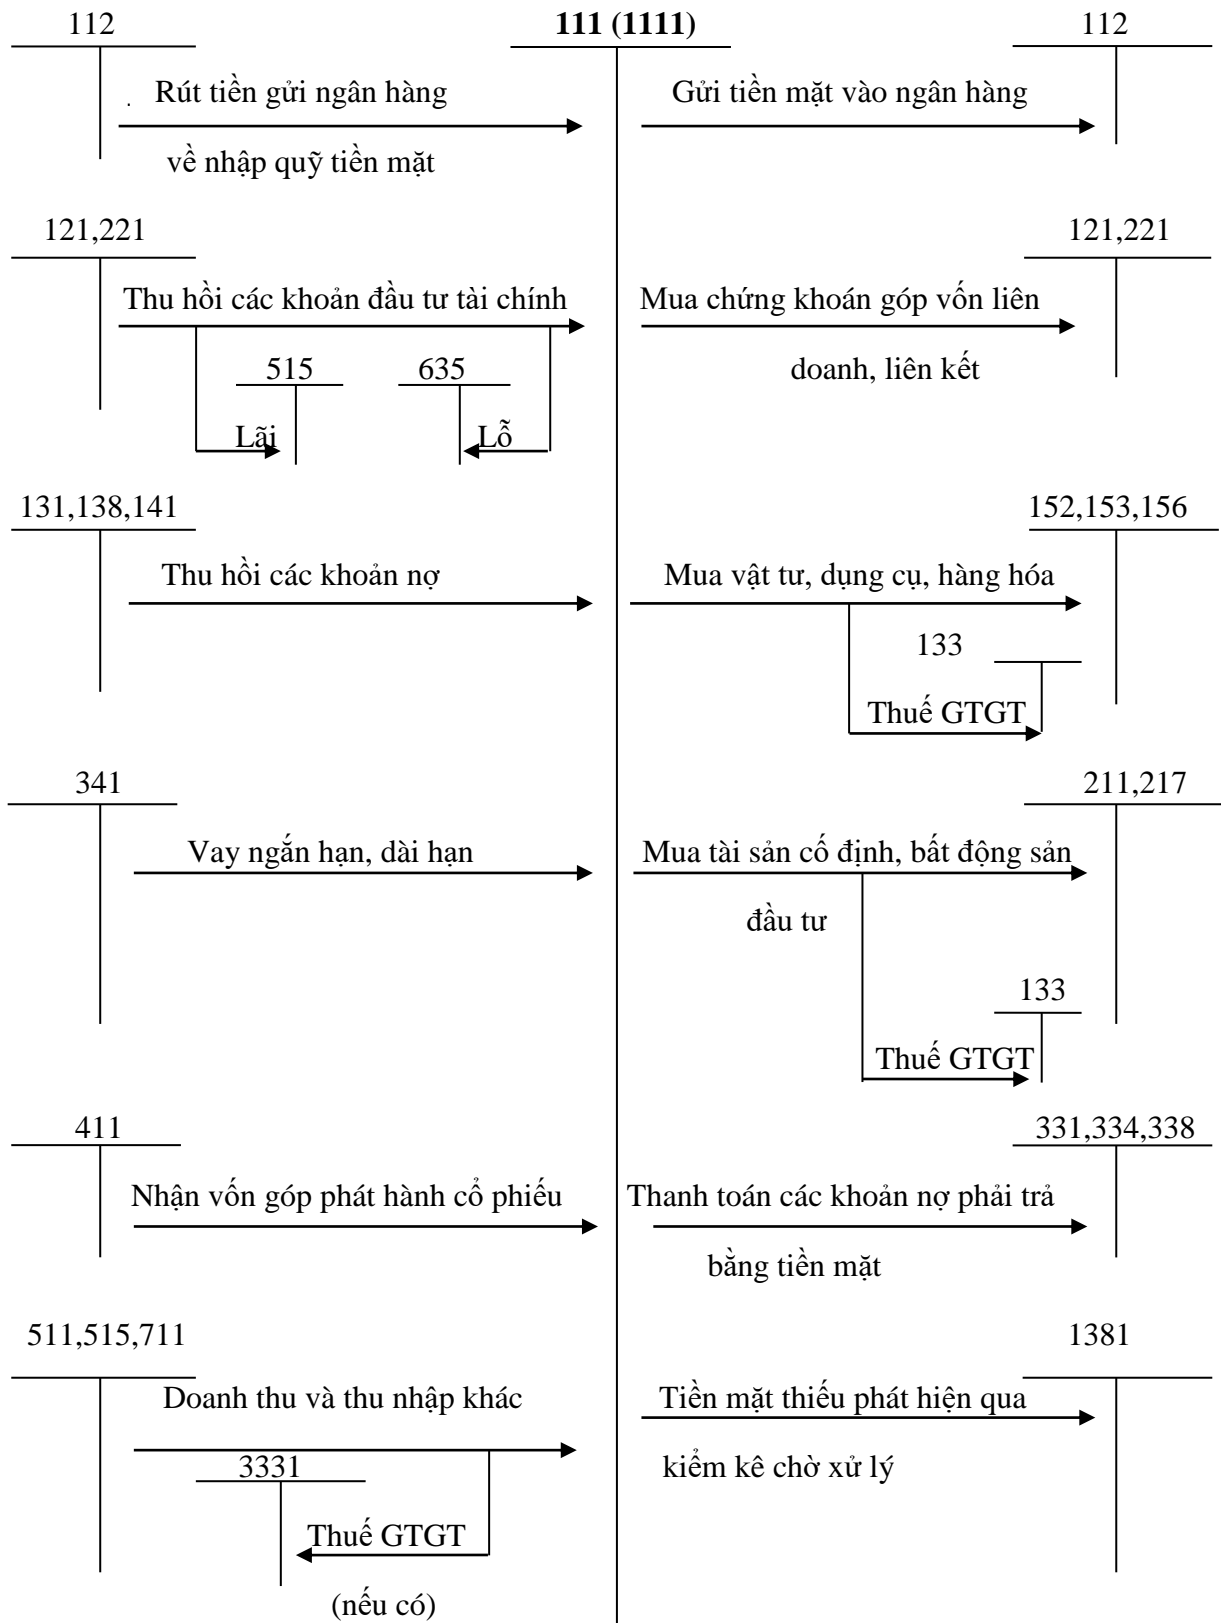 112
111 (1111)
112
Rút tiền gửi ngân hàng
Gửi tiền mặt vào ngân hàng
về nhập quỹ tiền mặt
121,221
121,221
Thu hồi các khoản đầu tư tài chính
Mua chứng khoán góp vốn liên
515
635
doanh, liên kết
Lãi
Lỗ
131,138,141
152,153,156
Thu hồi các khoản nợ
Mua vật tư, dụng cụ, hàng hóa
133
Thuế GTGT
341
211,217
Vay ngắn hạn, dài hạn
Mua tài sản cố định, bất động sản
đầu tư
133
Thuế GTGT
411
331,334,338
Nhận vốn góp phát hành cổ phiếu
Thanh toán các khoản nợ phải trả
bằng tiền mặt
511,515,711
1381
Doanh thu và thu nhập khác
Tiền mặt thiếu phát hiện qua
3331
kiểm kê chờ xử lý
Thuế GTGT
(nếu có)